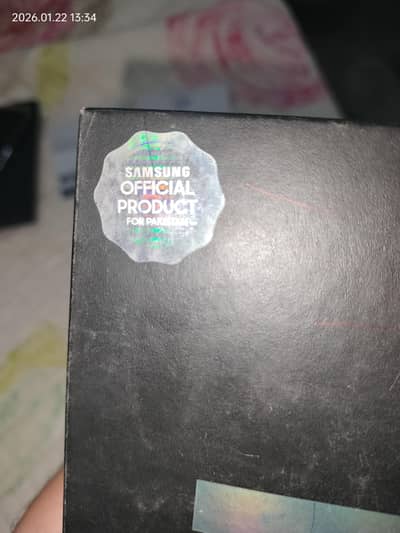 2026.01.22 13:34
SAMSUNG
OFFICIAL
PRODUCT
FOR PAKISTAN